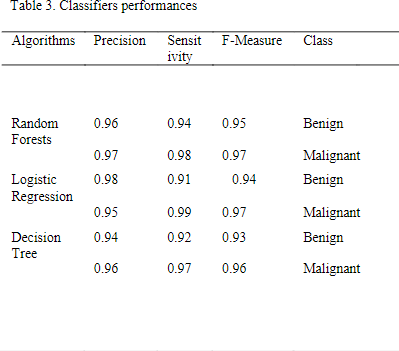 Table 3. Classifiers performances
Algorithms Precision Sensit F-Measure Class
ivity
Random 0.96 0.94 0.95 Benign
Forests
0.97 0.98 0.97 Malignant
Logistic 0.98 0.91 0.94 Benign
Regression
0.95 0.99 0.97 Malignant
Decision 0.94 0.92 0.93 Benign
Tree
0.96 0.97 0.96 Malignant